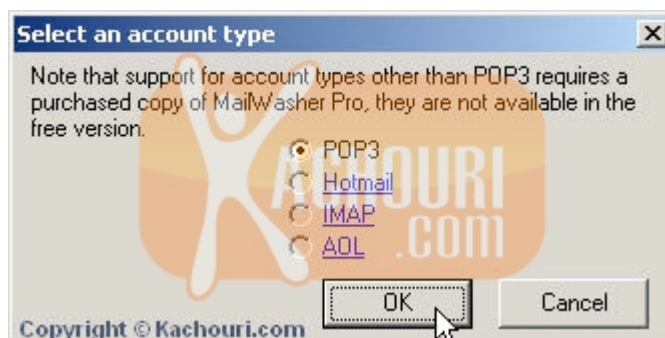 Select an account type
Note that support for account types other than POP3 requires a
purchased copy of MailWasher Pro, they are not available in the
free version.
POP3
Hotmail
IMAP
AOL
KACHOURI
.COM
OK
Cancel
Copyright © Kachouri.com